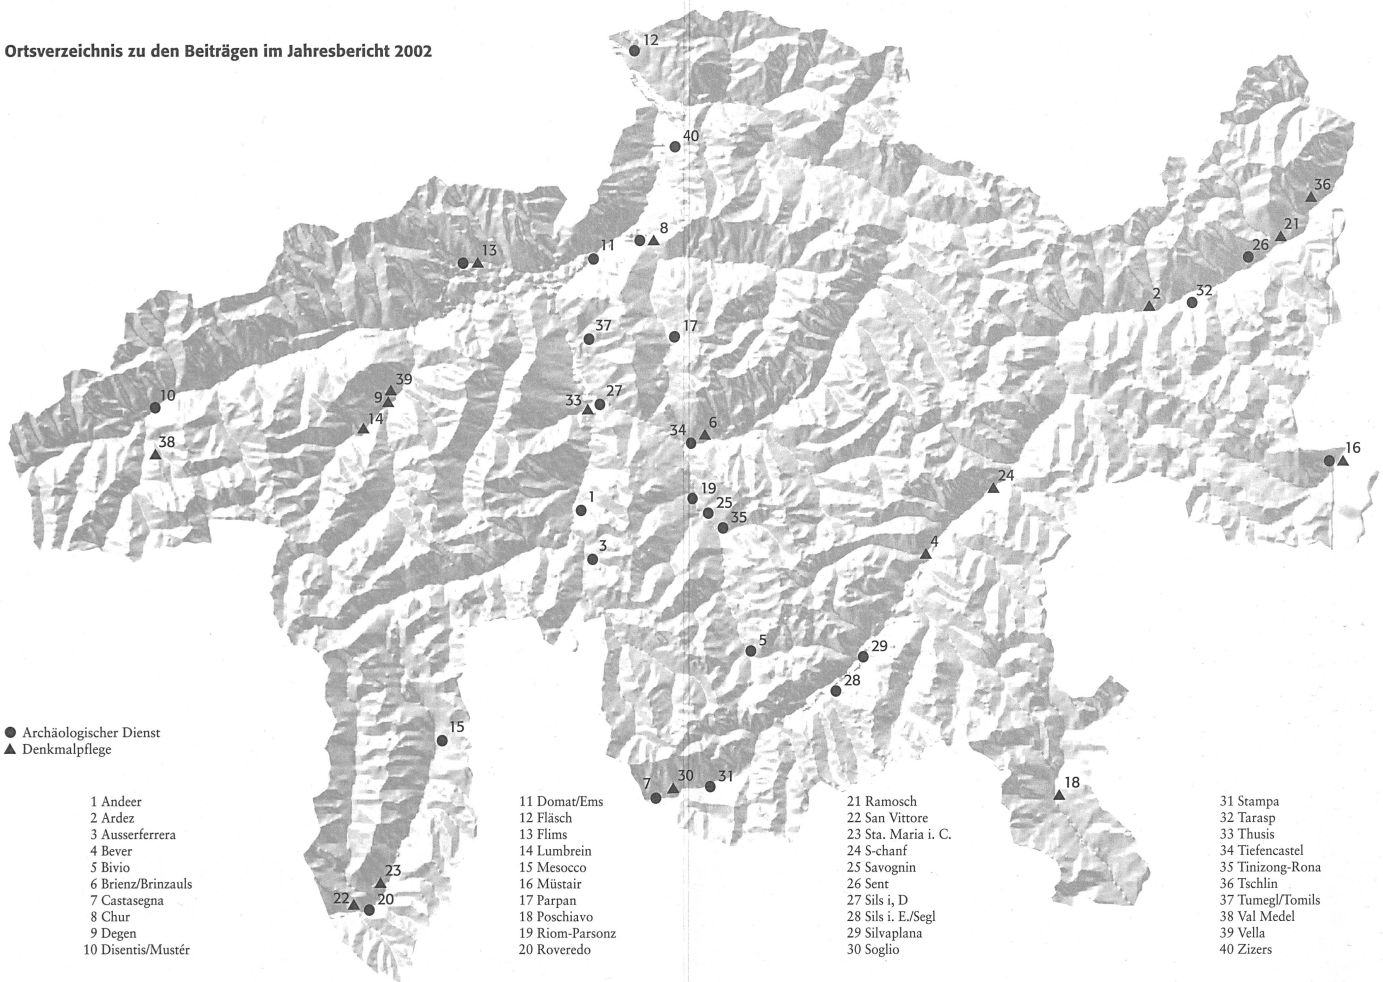 Ortsverzeichnis zu den Beiträgen im Jahresbericht 2002
12
40
36
21
8
13
11
26
2
32
37
17
39
10
9
27
33
14
6
34
38
16
24
19
1
25
35
4
3
5
29
28
15
30
31
7
18
23
22
20
Archäologischer Dienst
Denkmalpflege
1 Andeer
2 Ardez
3 Ausserferrera
4 Bever
5 Bivio
6 Brienz/Brinzauls
7 Castasegna
8 Chur
9 Degen
10 Disentis/Mustér
11 Domat/Ems
12 Fläsch
13 Flims
14 Lumbrein
15 Mesocco
16 Müstair
17 Parpan
18 Poschiavo
19 Riom-Parsonz
20 Roveredo
21 Ramosch
22 San Vittore
23 Sta. Maria i. C.
24 S-chanf
25 Savognin
26 Sent
27 Sils i, D
28 Sils i. E./Segl
29 Silvaplana
30 Soglio
31 Stampa
32 Tarasp
33 Thusis
34 Tiefencastel
35 Tinizong-Rona
36 Tschlin
37 Tumegl/Tomils
38 Val Medel
39 Vella
40 Zizers